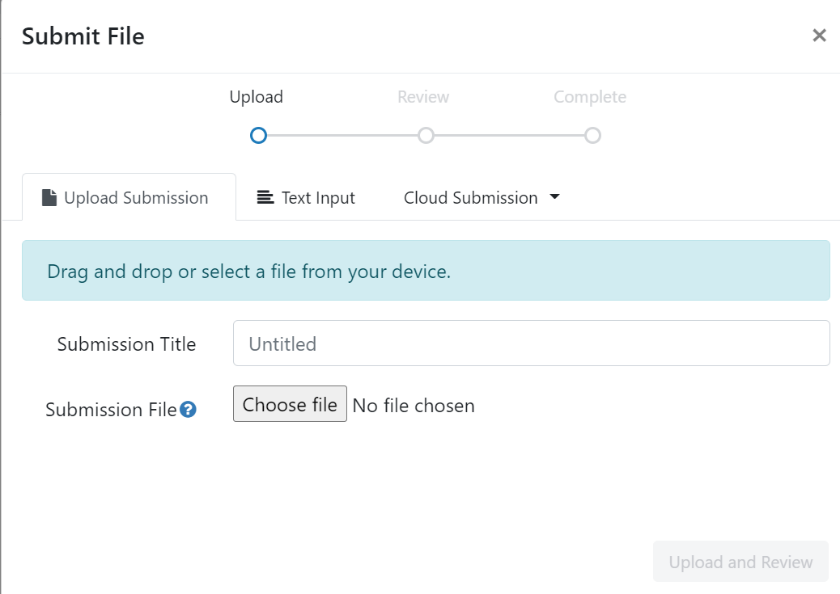 Submit File ×
Upload Review Complete
Upload Submission Text Input Cloud Submission
Drag and drop or select a file from your device.
Submission Title Untitled
Submission File ? Choose file No file chosen
Upload and Review